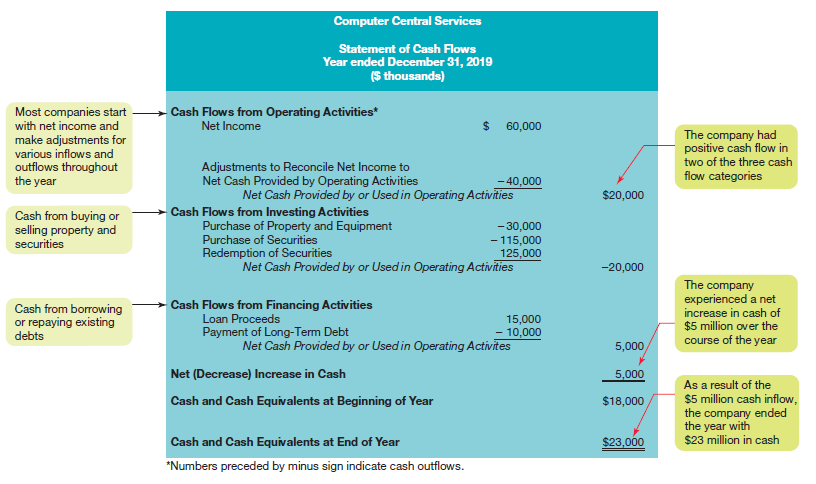 Computer Central Services
Statement of Cash Flows
Year ended December 31, 2019
($ thousands)
Most companies start
with net income and
make adjustments for
various inflows and
outflows throughout
the year
Cash Flows from Operating Activities*
Net Income $ 60,000
Adjustments to Reconcile Net Income to
Net Cash Provided by Operating Activities – 40,000
Net Cash Provided by or Used in Operating Activities $20,000
The company had
positive cash flow in
two of the three cash
flow categories
Cash from buying or
selling property and
securities
Cash Flows from Investing Activities
Purchase of Property and Equipment – 30,000
Purchase of Securities – 115,000
Redemption of Securities 125,000
Net Cash Provided by or Used in Operating Activities –20,000
Cash from borrowing
or repaying existing
debts
Cash Flows from Financing Activities
Loan Proceeds 15,000
Payment of Long-Term Debt – 10,000
Net Cash Provided by or Used in Operating Activites 5,000
The company
experienced a net
increase in cash of
$5 million over the
course of the year
Net (Decrease) Increase in Cash 5,000
Cash and Cash Equivalents at Beginning of Year $18,000
Cash and Cash Equivalents at End of Year $23,000
As a result of the
$5 million cash inflow,
the company ended
the year with
$23 million in cash
*Numbers preceded by minus sign indicate cash outflows.